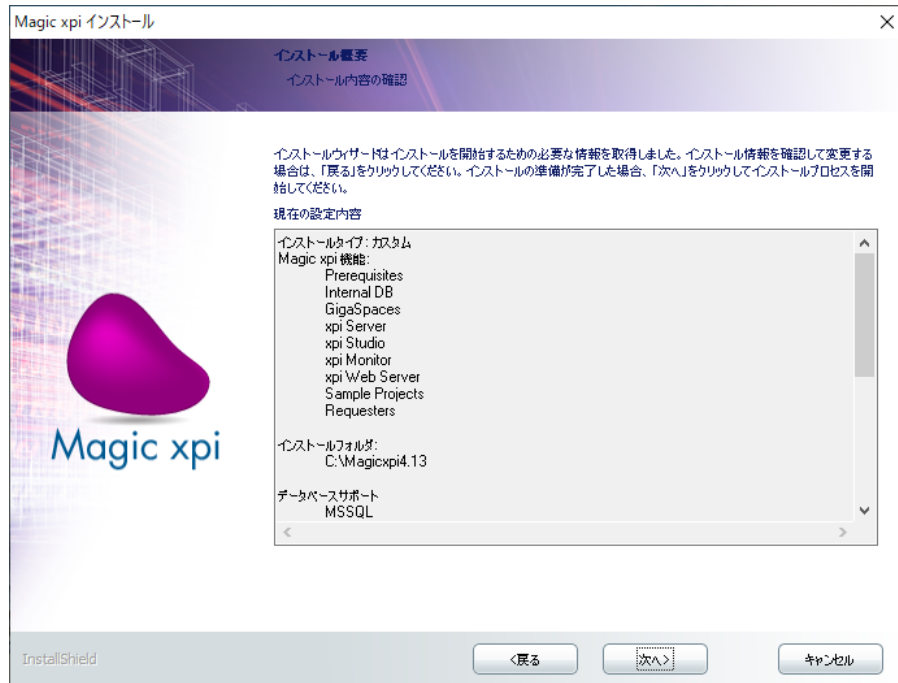 Magic xpi インストール
インストール概要
インストール内容の確認
インストールウィザードはインストールを開始するための必要な情報を取得しました。インストール情報を確認して変更する
場合は、「戻る」をクリックしてください。インストールの準備が完了した場合、「次へ」をクリックしてインストールプロセスを開
始してください。
現在の設定内容
インストールタイプ: カスタム
Magic xpi 機能:
Prerequisites
Internal DB
GigaSpaces
xpi Server
xpi Studio
xpi Monitor
xpi Web Server
Sample Projects
Requesters
インストールフォルダ:
C:\Magicxpi4.13
データベースサポート
MSSQL
Magic xpi
InstallShield
<戻る
次へ>
キャンセル